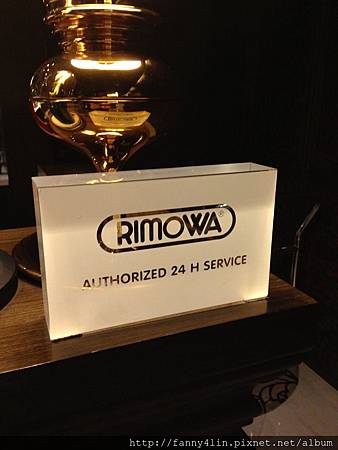 RIMOWA®
AUTHORIZED 24 H SERVICE
http://fanny4lin.pixnet.net/album